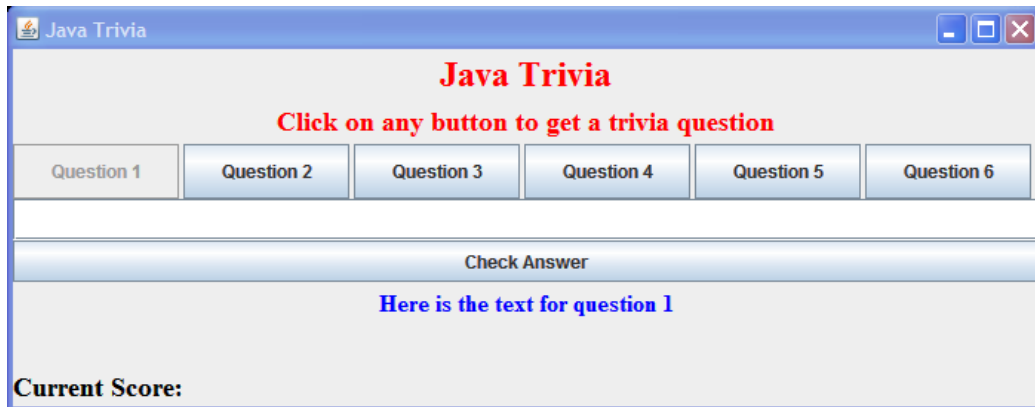 Java Trivia
Java Trivia
Click on any button to get a trivia question
Question 1 Question 2 Question 3 Question 4 Question 5 Question 6
Check Answer
Here is the text for question 1
Current Score: